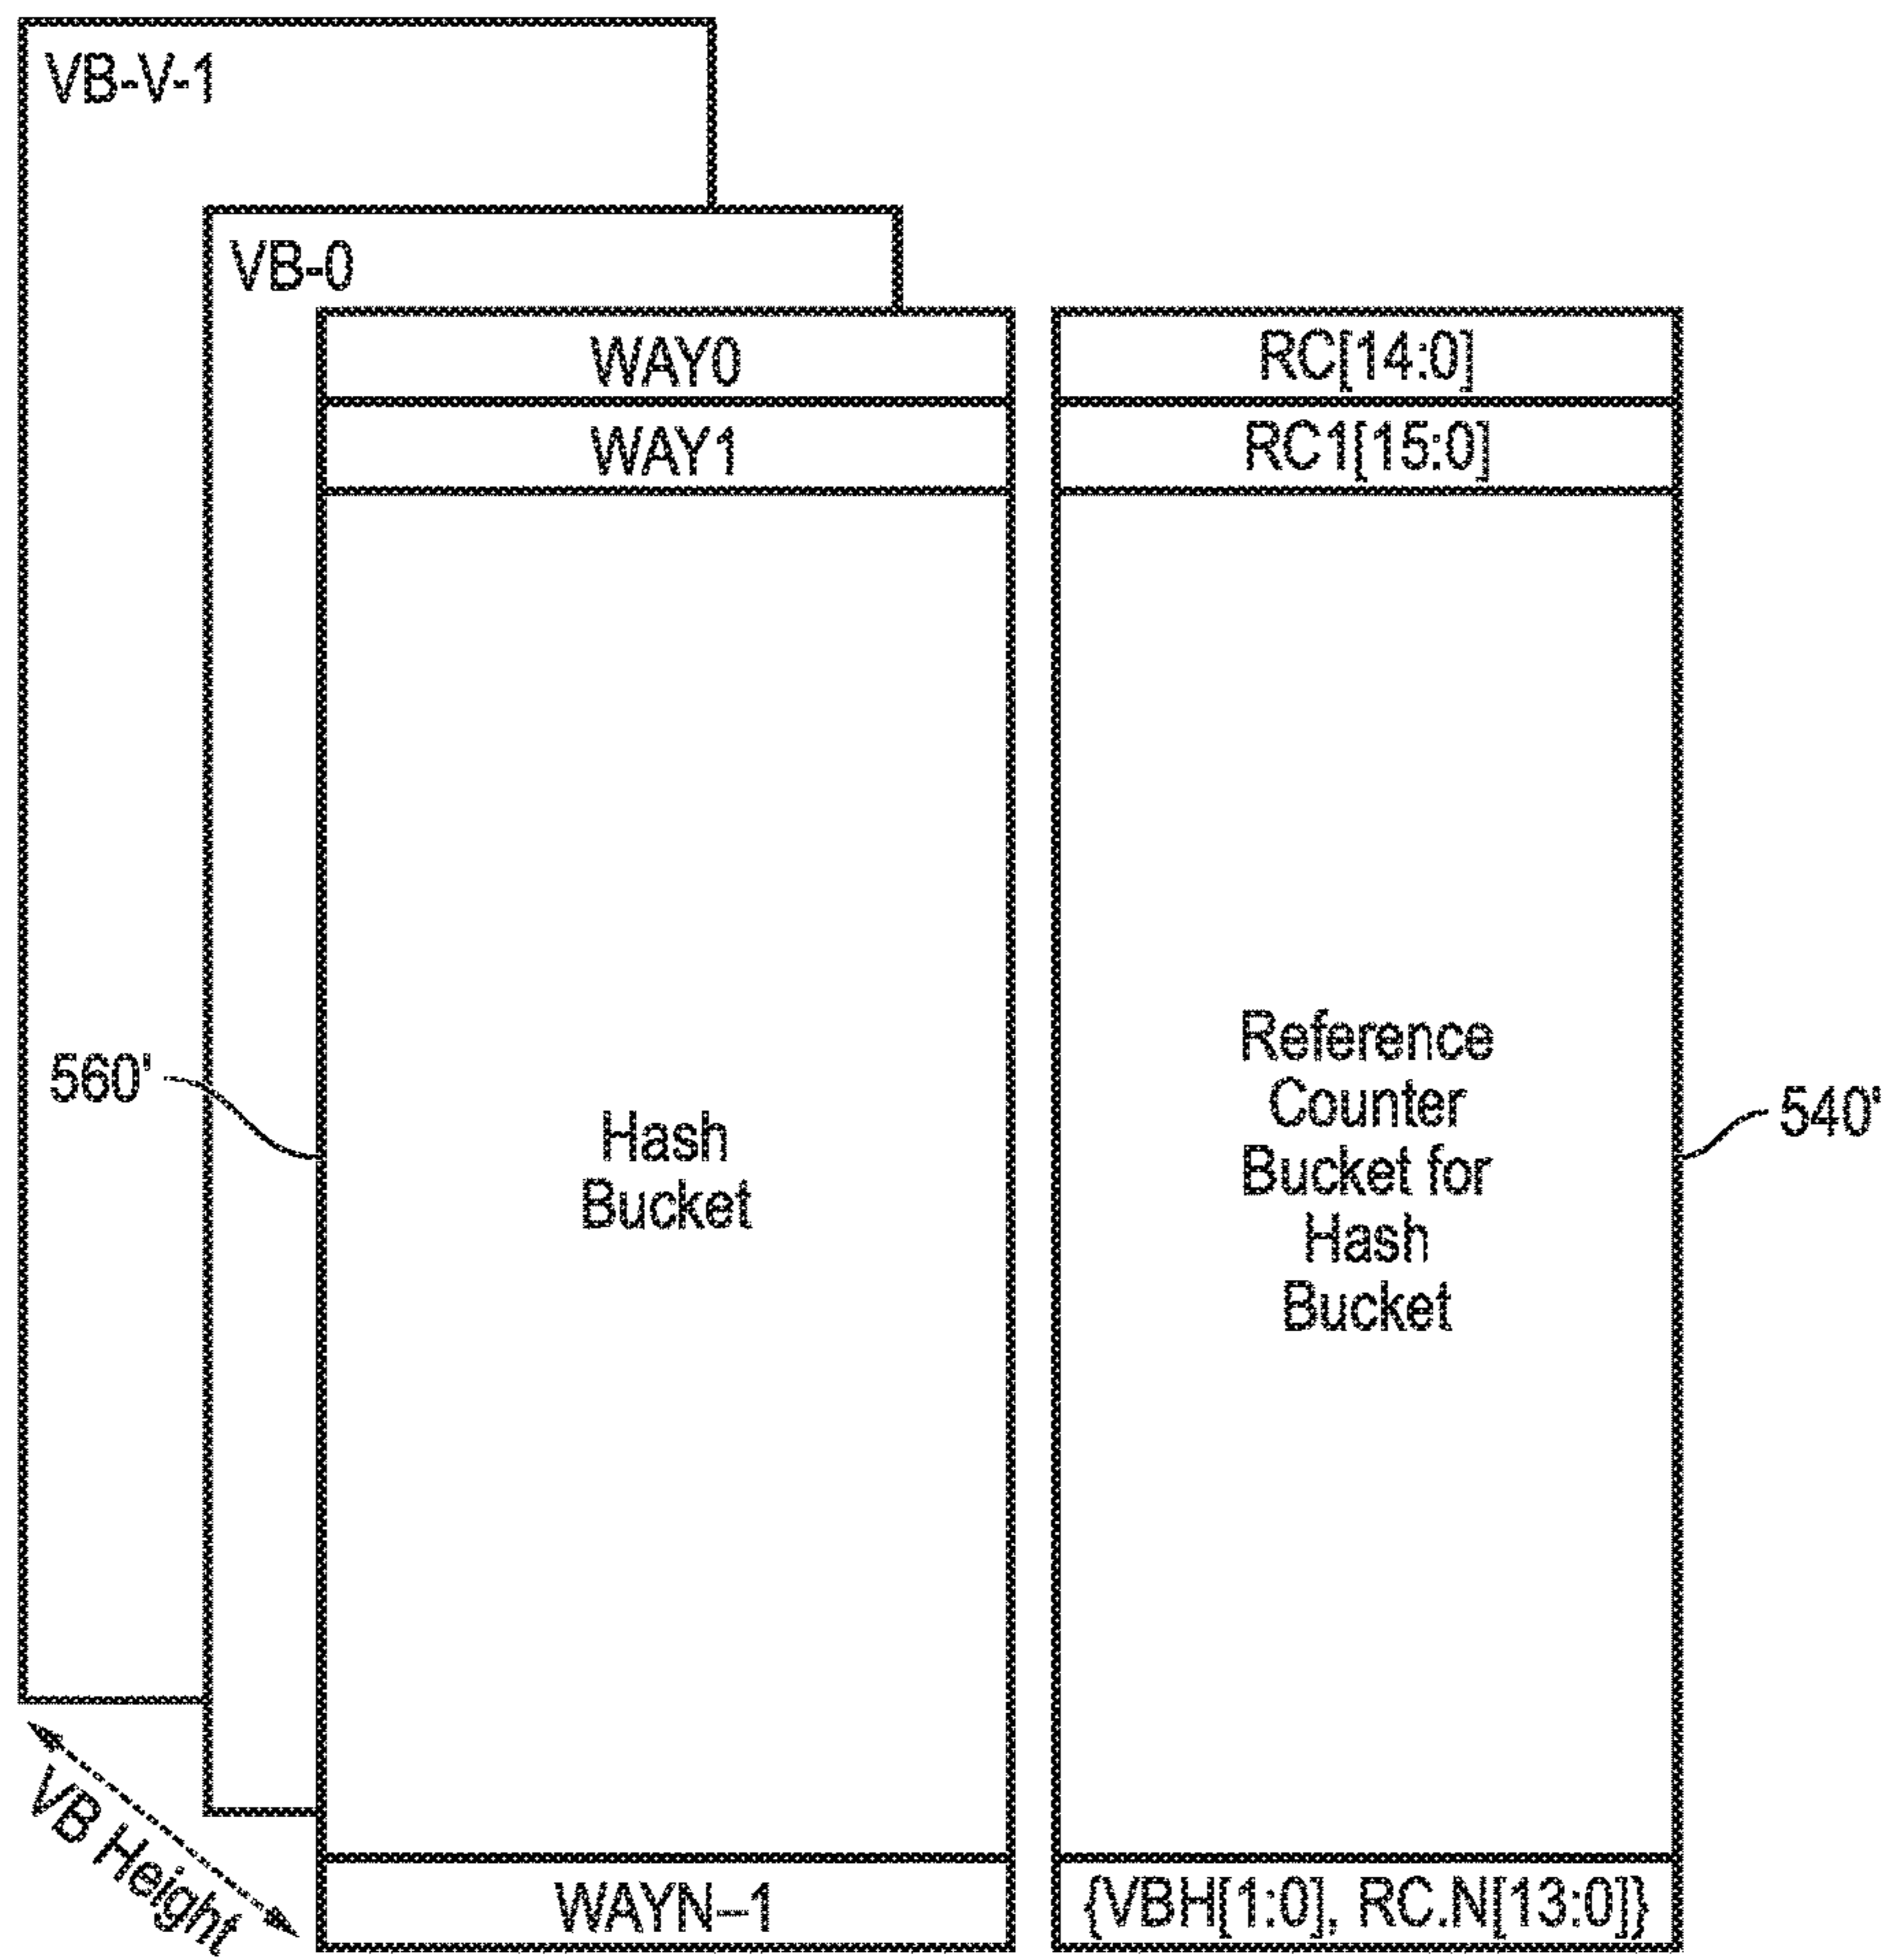 VB-V-1
VB-0
WAY0
RC[14:0]
WAY1
RC1[15:0]
560'
Hash
Bucket
Reference
Counter
Bucket for
Hash
Bucket
540'
VB Height
WAYN–1
{VBH[1:0], RC.N[13:0]}